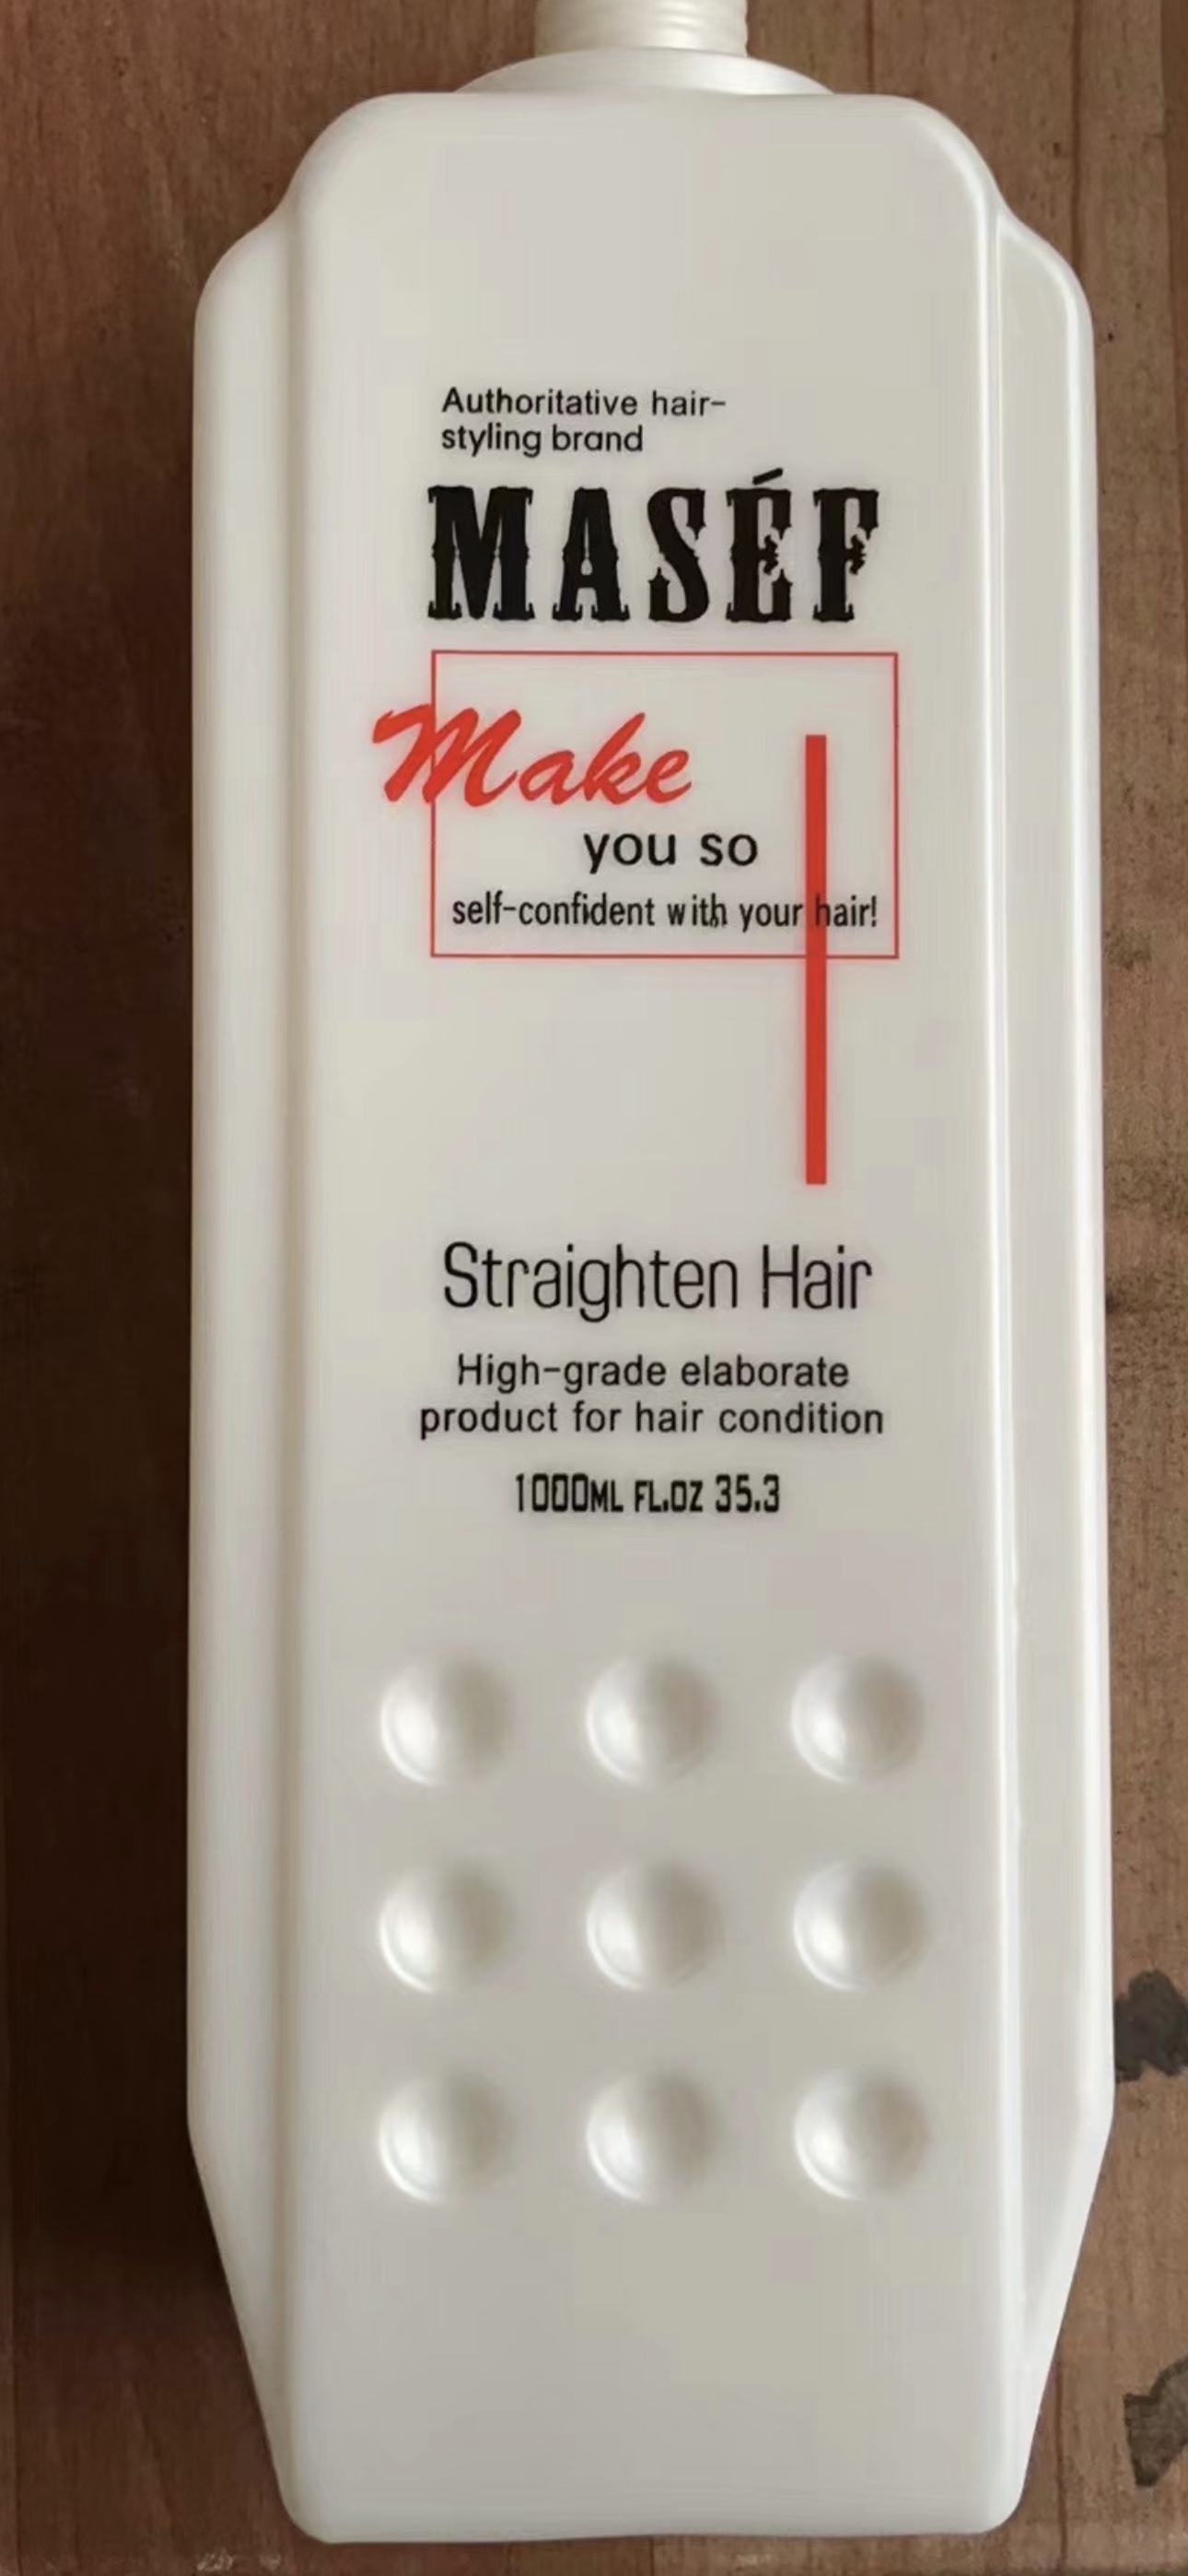 Authoritative hair-
styling brand
MASÉF
Make
you so
self-confident with your hair!
Straighten Hair
High-grade elaborate
product for hair condition
1000ML FL.OZ 35.3